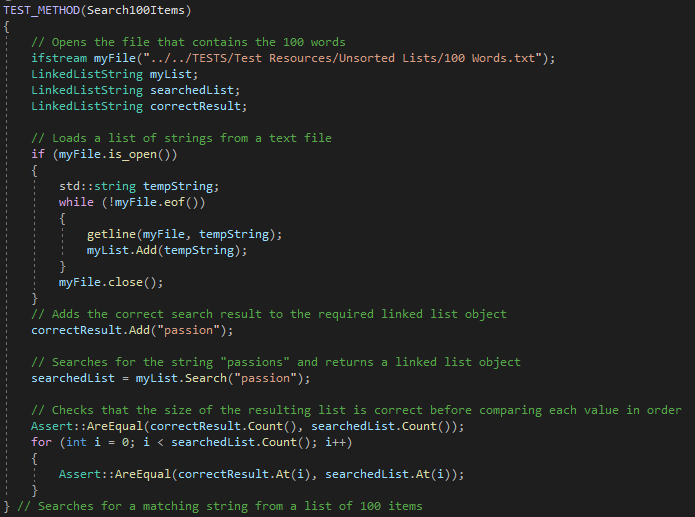 TEST_METHOD(Search100Items)
{
    // Opens the file that contains the 100 words
    ifstream myFile("../../TESTS/Test Resources/Unsorted Lists/100 Words.txt");
    LinkedListString myList;
    LinkedListString searchedList;
    LinkedListString correctResult;

    // Loads a list of strings from a text file
    if (myFile.is_open())
    {
        std::string tempString;
        while (!myFile.eof())
        {
            getline(myFile, tempString);
            myList.Add(tempString);
        }
        myFile.close();
    }
    // Adds the correct search result to the required linked list object
    correctResult.Add("passion");

    // Searches for the string "passions" and returns a linked list object
    searchedList = myList.Search("passion");

    // Checks that the size of the resulting list is correct before comparing each value in order
    Assert::AreEqual(correctResult.Count(), searchedList.Count());
    for (int i = 0; i < searchedList.Count(); i++)
    {
        Assert::AreEqual(correctResult.At(i), searchedList.At(i));
    }
} // Searches for a matching string from a list of 100 items